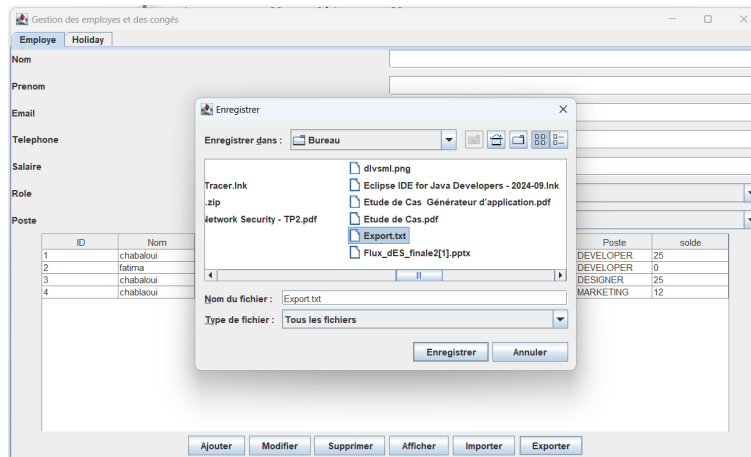 Gestion des employes et des congés
Employe Holiday
Nom
Prenom
Email
Telephone
Salaire
Role
Poste
Enregistrer
Enregistrer dans : Bureau
Tracer.lnk
.zip
Network Security - TP2.pdf
dlvsml.png
Eclipse IDE for Java Developers - 2024-09.lnk
Etude de Cas Générateur d'application.pdf
Etude de Cas.pdf
Export.txt
Flux_dES_finale2[1].pptx
Nom du fichier : Export.txt
Type de fichier : Tous les fichiers
Enregistrer Annuler
ID Nom Poste solde
1 chabaloui DEVELOPER 25
2 fatima DEVELOPER 0
3 chabaloui DESIGNER 25
4 chablaoui MARKETING 12
Ajouter Modifier Supprimer Afficher Importer Exporter